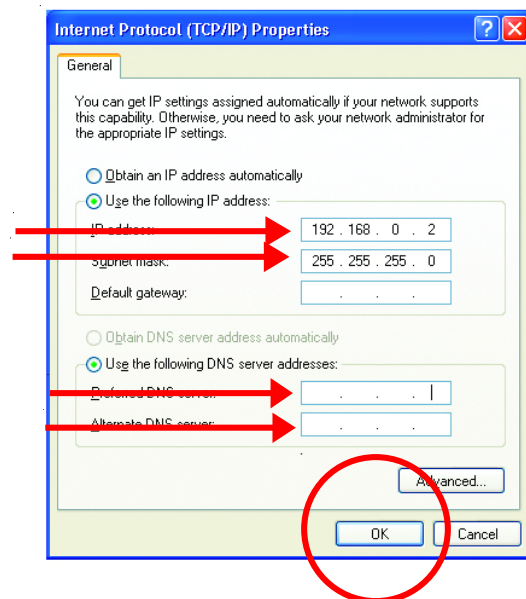 Internet Protocol (TCP/IP) Properties
General
You can get IP settings assigned automatically if your network supports
this capability. Otherwise, you need to ask your network administrator for
the appropriate IP settings.
Obtain an IP address automatically
Use the following IP address:
IP address: 192 . 168 . 0 . 2
Subnet mask: 255 . 255 . 255 . 0
Default gateway: . . .
Obtain DNS server address automatically
Use the following DNS server addresses:
Preferred DNS server: . . .
Alternate DNS server: . . .
Advanced...
OK Cancel